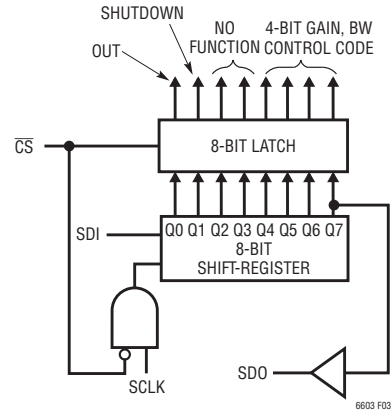 SHUTDOWN
OUT
NO
FUNCTION
4-BIT GAIN, BW
CONTROL CODE
CS
8-BIT LATCH
SDI
Q0 Q1 Q2 Q3 Q4 Q5 Q6 Q7
8-BIT
SHIFT-REGISTER
SCLK
SDO
6603 F03